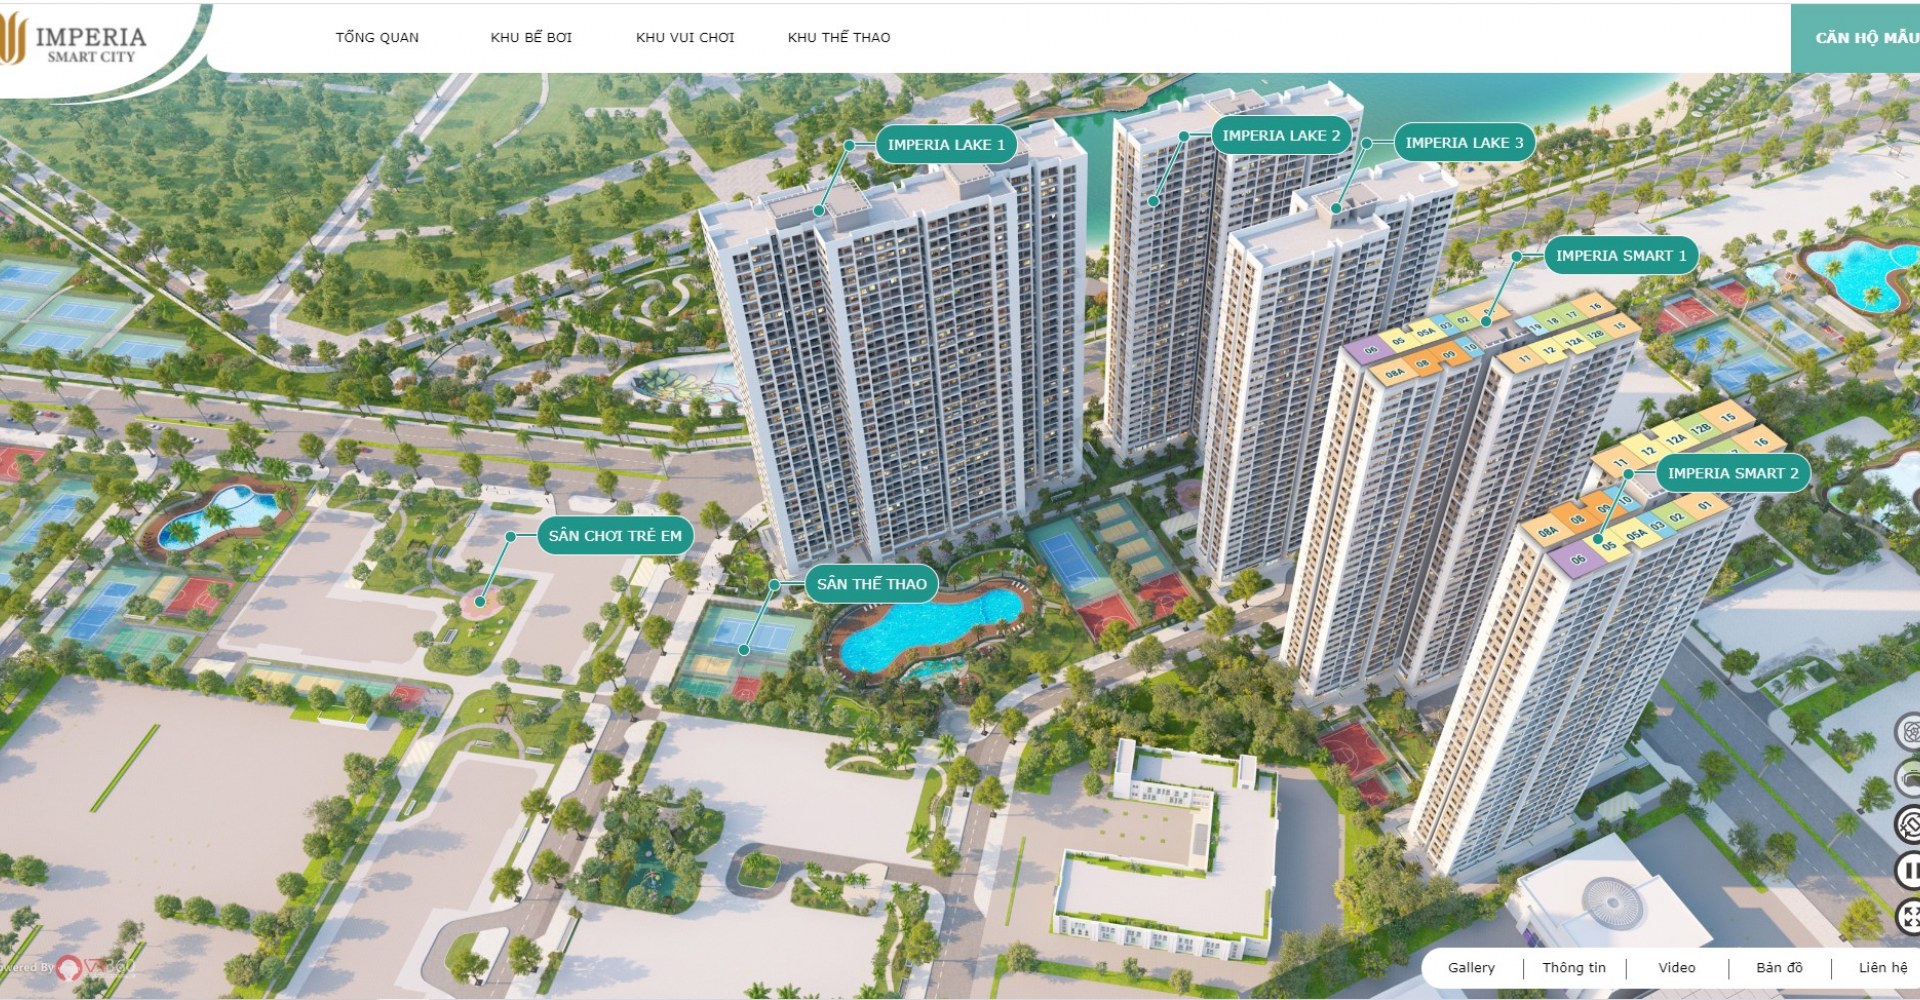 IMPERIA
SMART CITY
TỔNG QUAN
KHU BỂ BƠI
KHU VUI CHƠI
KHU THỂ THAO
CĂN HỘ MẪU
IMPERIA LAKE 1
IMPERIA LAKE 2
IMPERIA LAKE 3
IMPERIA SMART 1
06 05 05A 03 02
19 18 17 16
08A 08 09 10
11 12 12A 12B 15
11 12 12A 12B 15
16
IMPERIA SMART 2
08A 08 09 10
06 05 05A 03 02 01
SÂN CHƠI TRẺ EM
SÂN THỂ THAO
Powered By
Gallery
Thông tin
Video
Bản đồ
Liên hệ